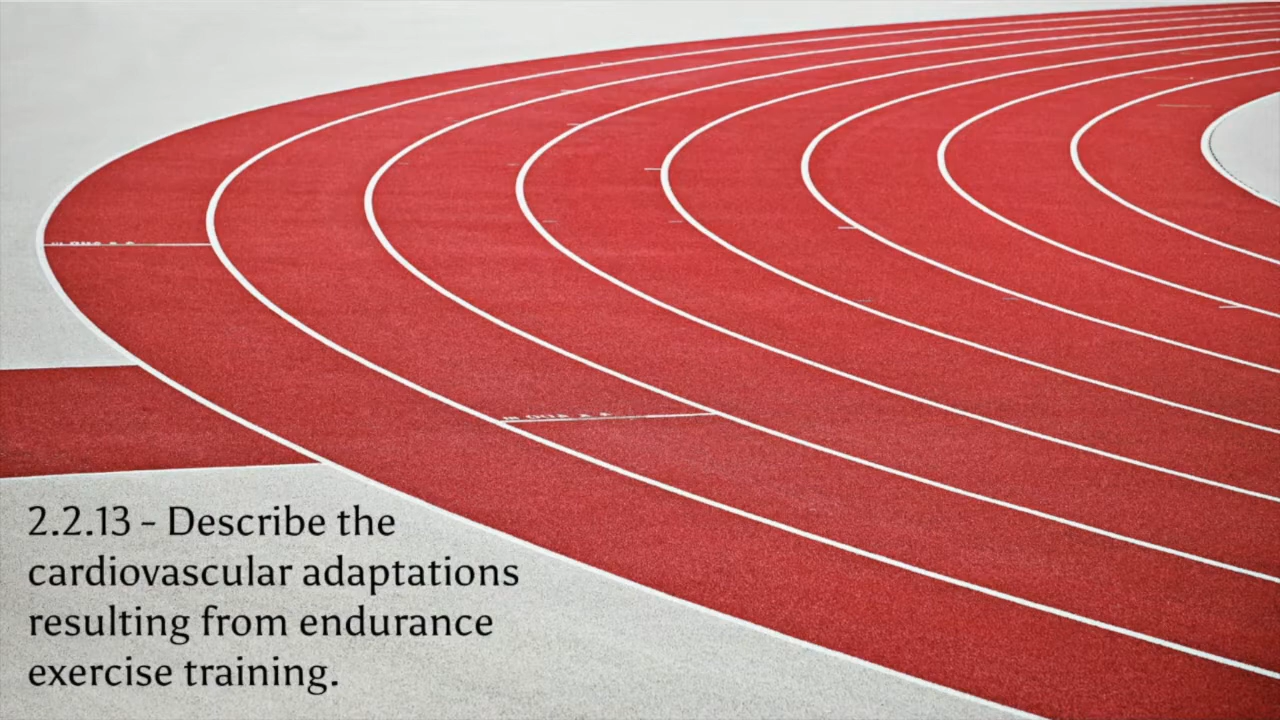 2.2.13 - Describe the
cardiovascular adaptations
resulting from endurance
exercise training.